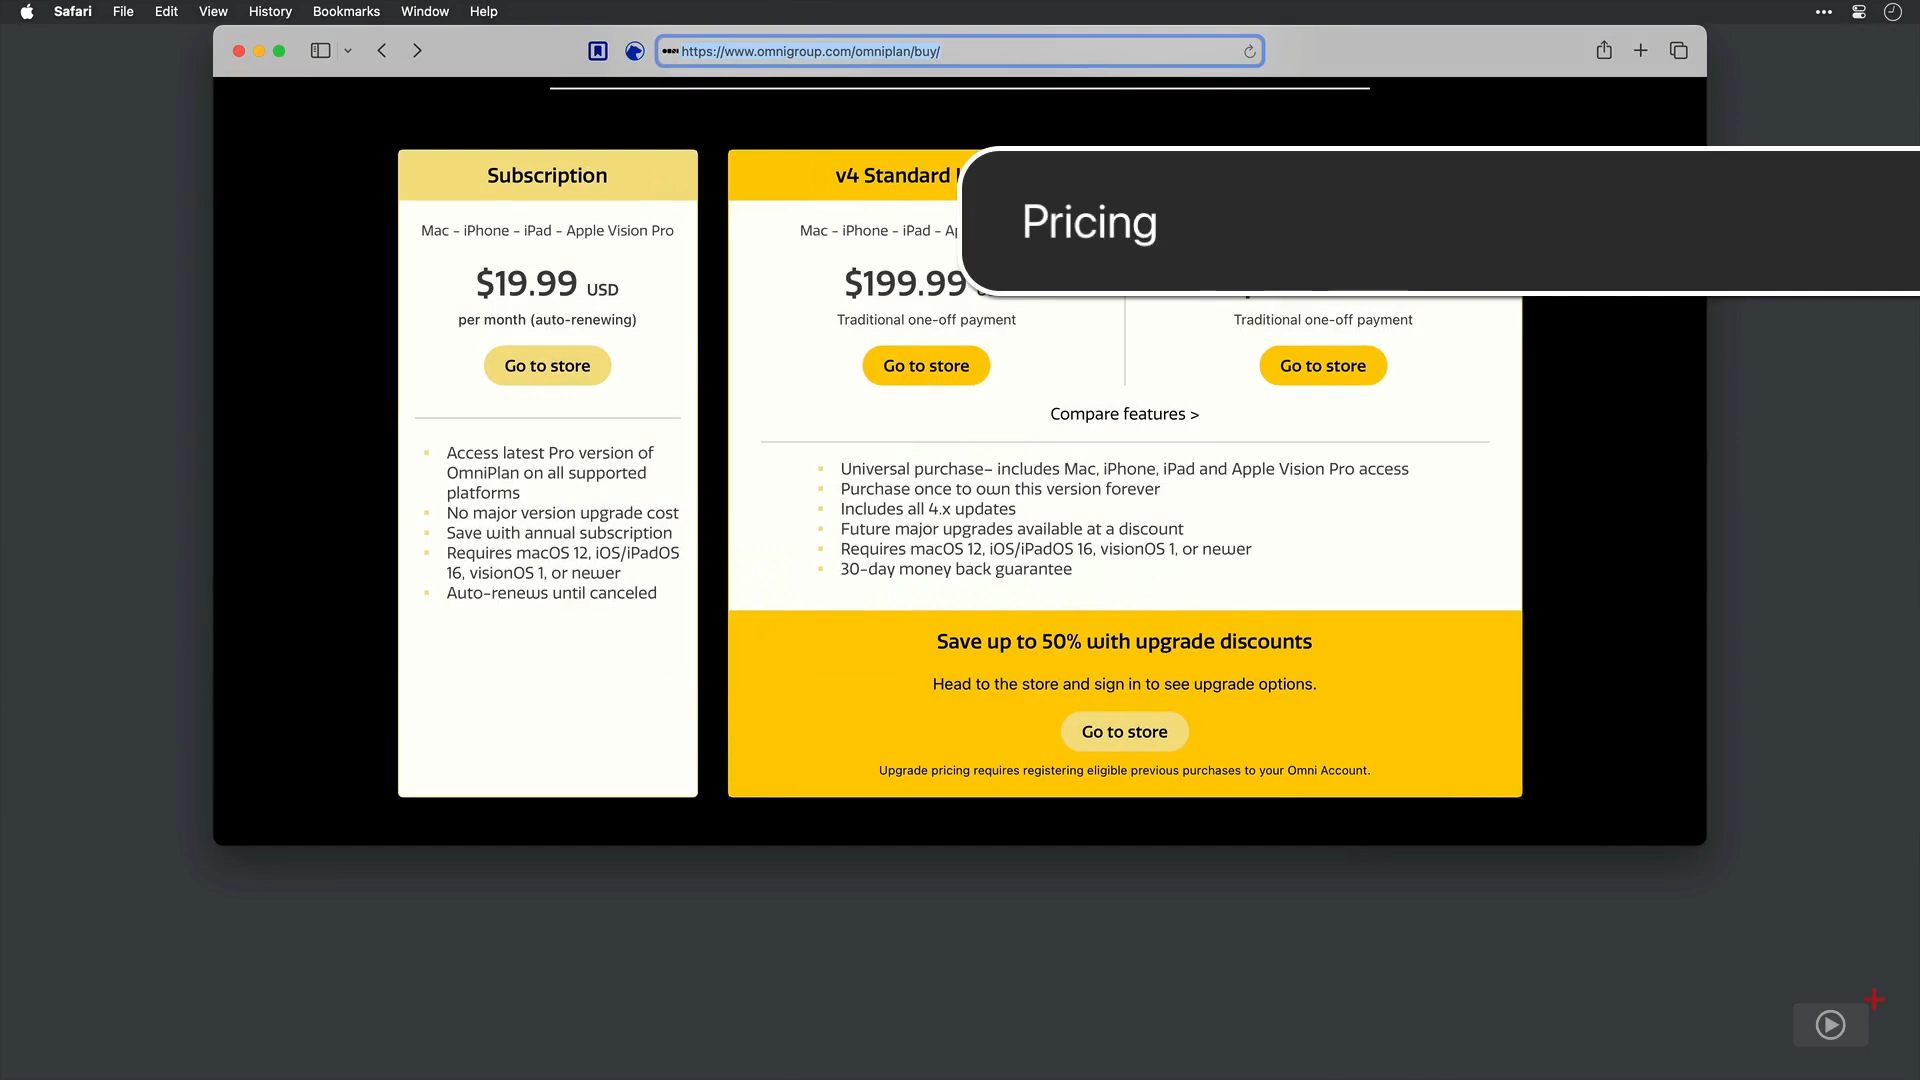 Safari File Edit View History Bookmarks Window Help
https://www.omnigroup.com/omniplan/buy/
Subscription
Mac - iPhone - iPad - Apple Vision Pro
$19.99 USD
per month (auto-renewing)
Go to store
Access latest Pro version of
OmniPlan on all supported
platforms
No major version upgrade cost
Save with annual subscription
Requires macOS 12, iOS/iPadOS
16, visionOS 1, or newer
Auto-renews until canceled
v4 Standard
Mac - iPhone - iPad -
$199.99
Traditional one-off payment
Go to store
Traditional one-off payment
Go to store
Compare features >
Universal purchase– includes Mac, iPhone, iPad and Apple Vision Pro access
Purchase once to own this version forever
Includes all 4.x updates
Future major upgrades available at a discount
Requires macOS 12, iOS/iPadOS 16, visionOS 1, or newer
30-day money back guarantee
Save up to 50% with upgrade discounts
Head to the store and sign in to see upgrade options.
Go to store
Upgrade pricing requires registering eligible previous purchases to your Omni Account.
Pricing